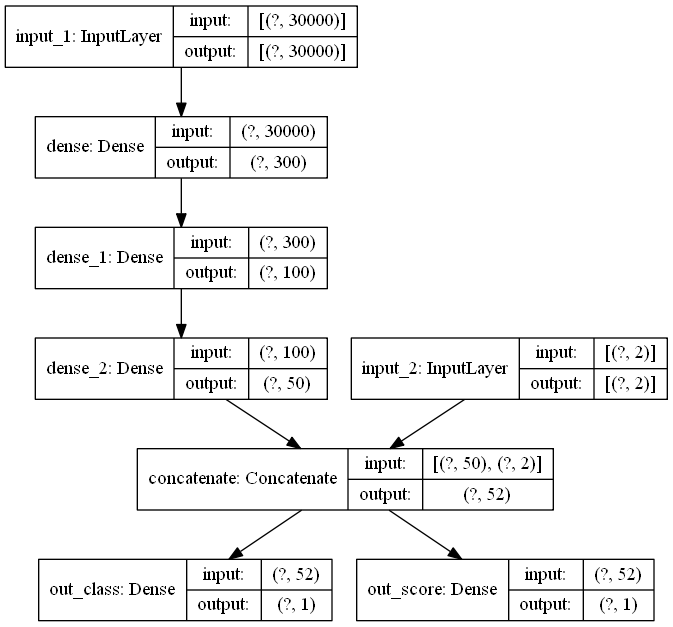 input_1: InputLayer
input:
[(?, 30000)]
output:
[(?, 30000)]
dense: Dense
input:
(?, 30000)
output:
(?, 300)
dense_1: Dense
input:
(?, 300)
output:
(?, 100)
dense_2: Dense
input:
(?, 100)
output:
(?, 50)
input_2: InputLayer
input:
[(?, 2)]
output:
[(?, 2)]
concatenate: Concatenate
input:
[(?, 50), (?, 2)]
output:
(?, 52)
out_class: Dense
input:
(?, 52)
output:
(?, 1)
out_score: Dense
input:
(?, 52)
output:
(?, 1)